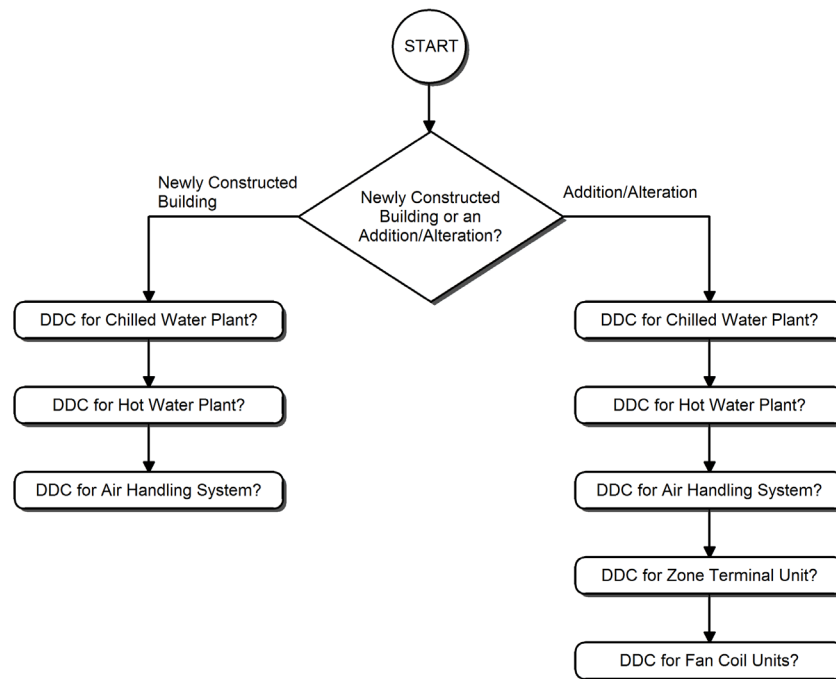 START
Newly Constructed
Building
Newly Constructed
Building or an
Addition/Alteration?
Addition/Alteration
DDC for Chilled Water Plant?
DDC for Hot Water Plant?
DDC for Air Handling System?
DDC for Chilled Water Plant?
DDC for Hot Water Plant?
DDC for Air Handling System?
DDC for Zone Terminal Unit?
DDC for Fan Coil Units?